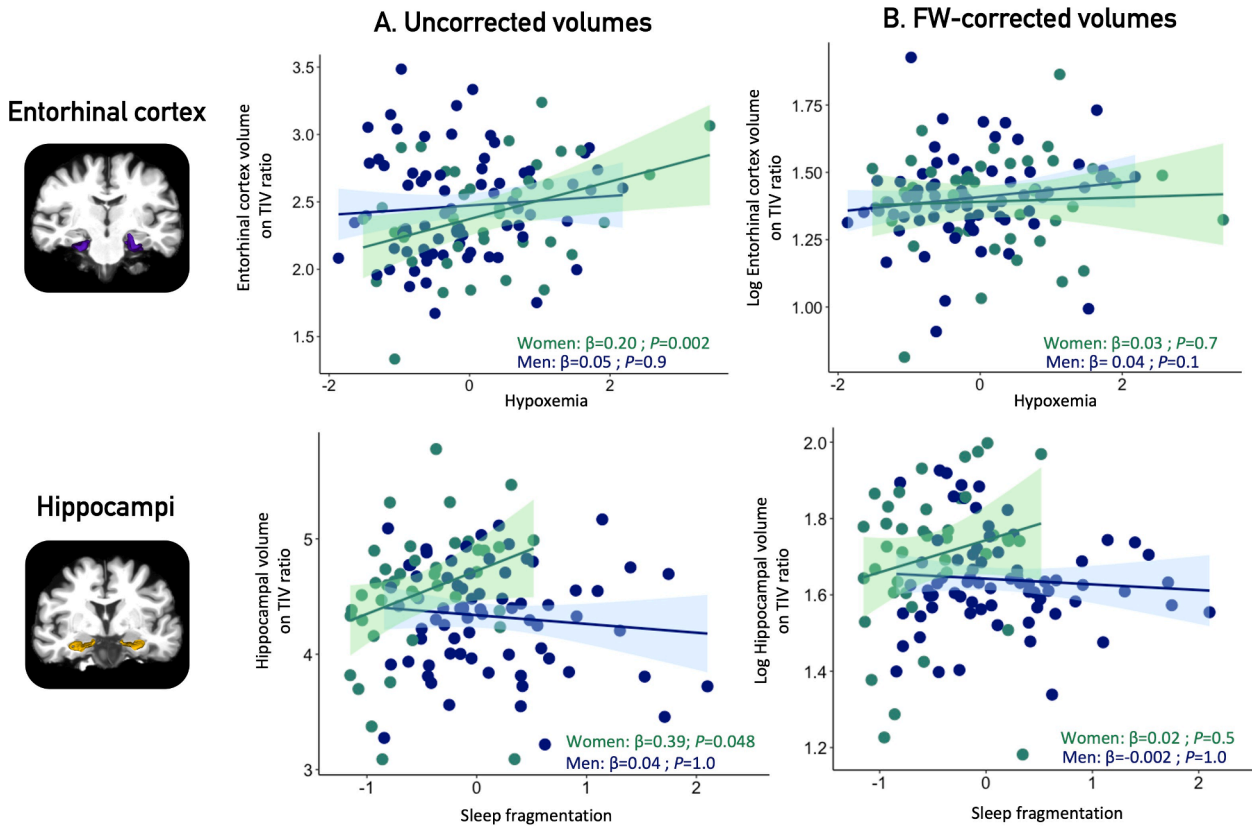 A. Uncorrected volumes
B. FW-corrected volumes
Entorhinal cortex
Entorhinal cortex volume
on TIV ratio
3.5
3.0
2.5
2.0
1.5
Women: β=0.20 ; P=0.002
Men: β=0.05 ; P=0.9
-2
0
2
Hypoxemia
Log Entorhinal cortex volume
on TIV ratio
1.75
1.50
1.25
1.00
Women: β=0.03 ; P=0.7
Men: β= 0.04 ; P=0.1
-2
0
2
Hypoxemia
Hippocampi
Hippocampal volume
on TIV ratio
5
4
3
Women: β=0.39; P=0.048
Men: β=0.04 ; P=1.0
-1
0
1
2
Sleep fragmentation
Log Hippocampal volume
on TIV ratio
2.0
1.8
1.6
1.4
1.2
Women: β=0.02 ; P=0.5
Men: β=-0.002 ; P=1.0
-1
0
1
2
Sleep fragmentation